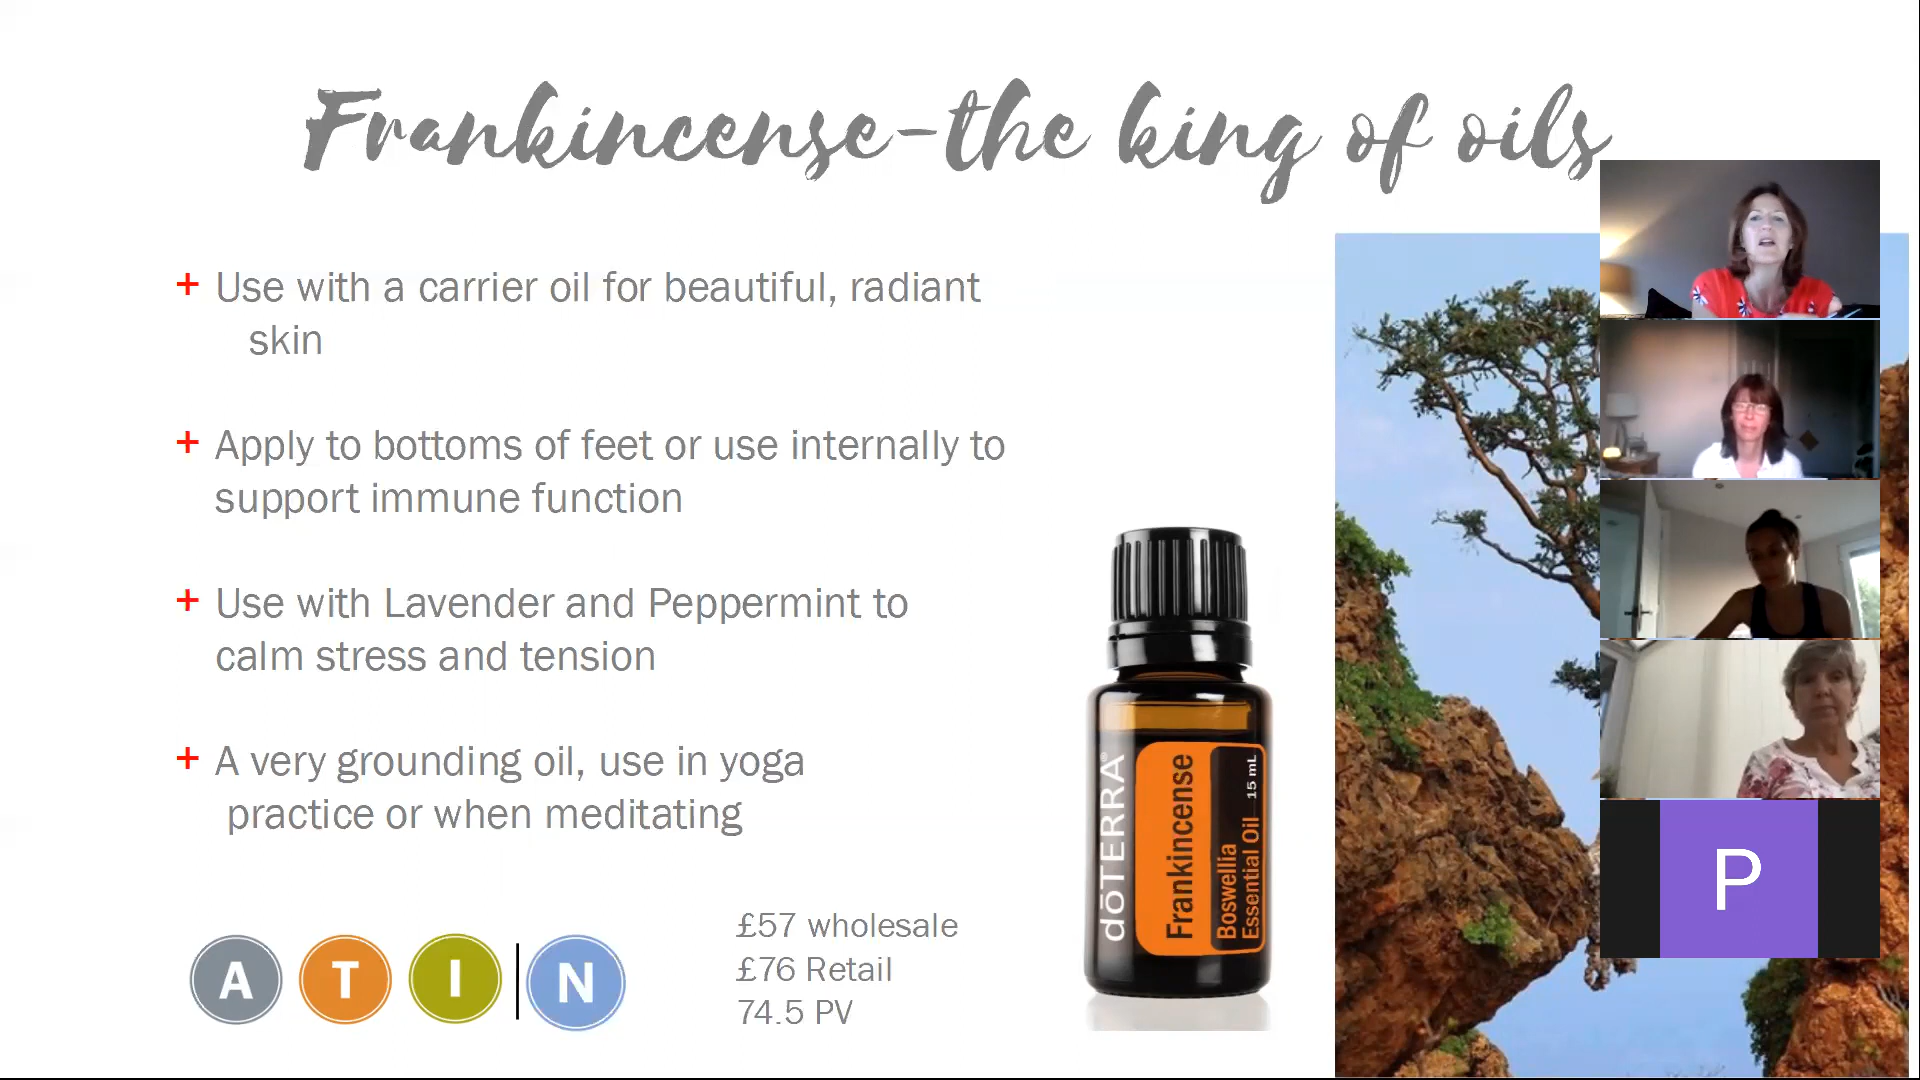 Frankincense-the king of oils
+ Use with a carrier oil for beautiful, radiant
skin
+ Apply to bottoms of feet or use internally to
support immune function
+ Use with Lavender and Peppermint to
calm stress and tension
+ A very grounding oil, use in yoga
practice or when meditating
A T I | N
£57 wholesale
£76 Retail
74.5 PV
dōTERRA®
Frankincense
Boswellia
Essential Oil 15 mL
P